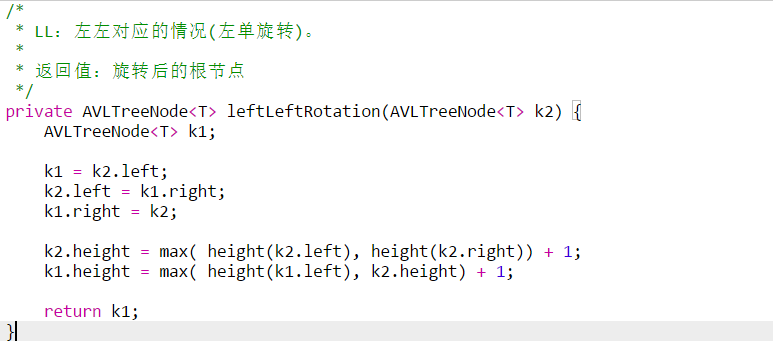 /*
 * LL：左左对应的情况(左单旋转)。
 *
 * 返回值：旋转后的根节点
 */
private AVLTreeNode<T> leftLeftRotation(AVLTreeNode<T> k2) {
    AVLTreeNode<T> k1;

    k1 = k2.left;
    k2.left = k1.right;
    k1.right = k2;

    k2.height = max( height(k2.left), height(k2.right)) + 1;
    k1.height = max( height(k1.left), k2.height) + 1;

    return k1;
}